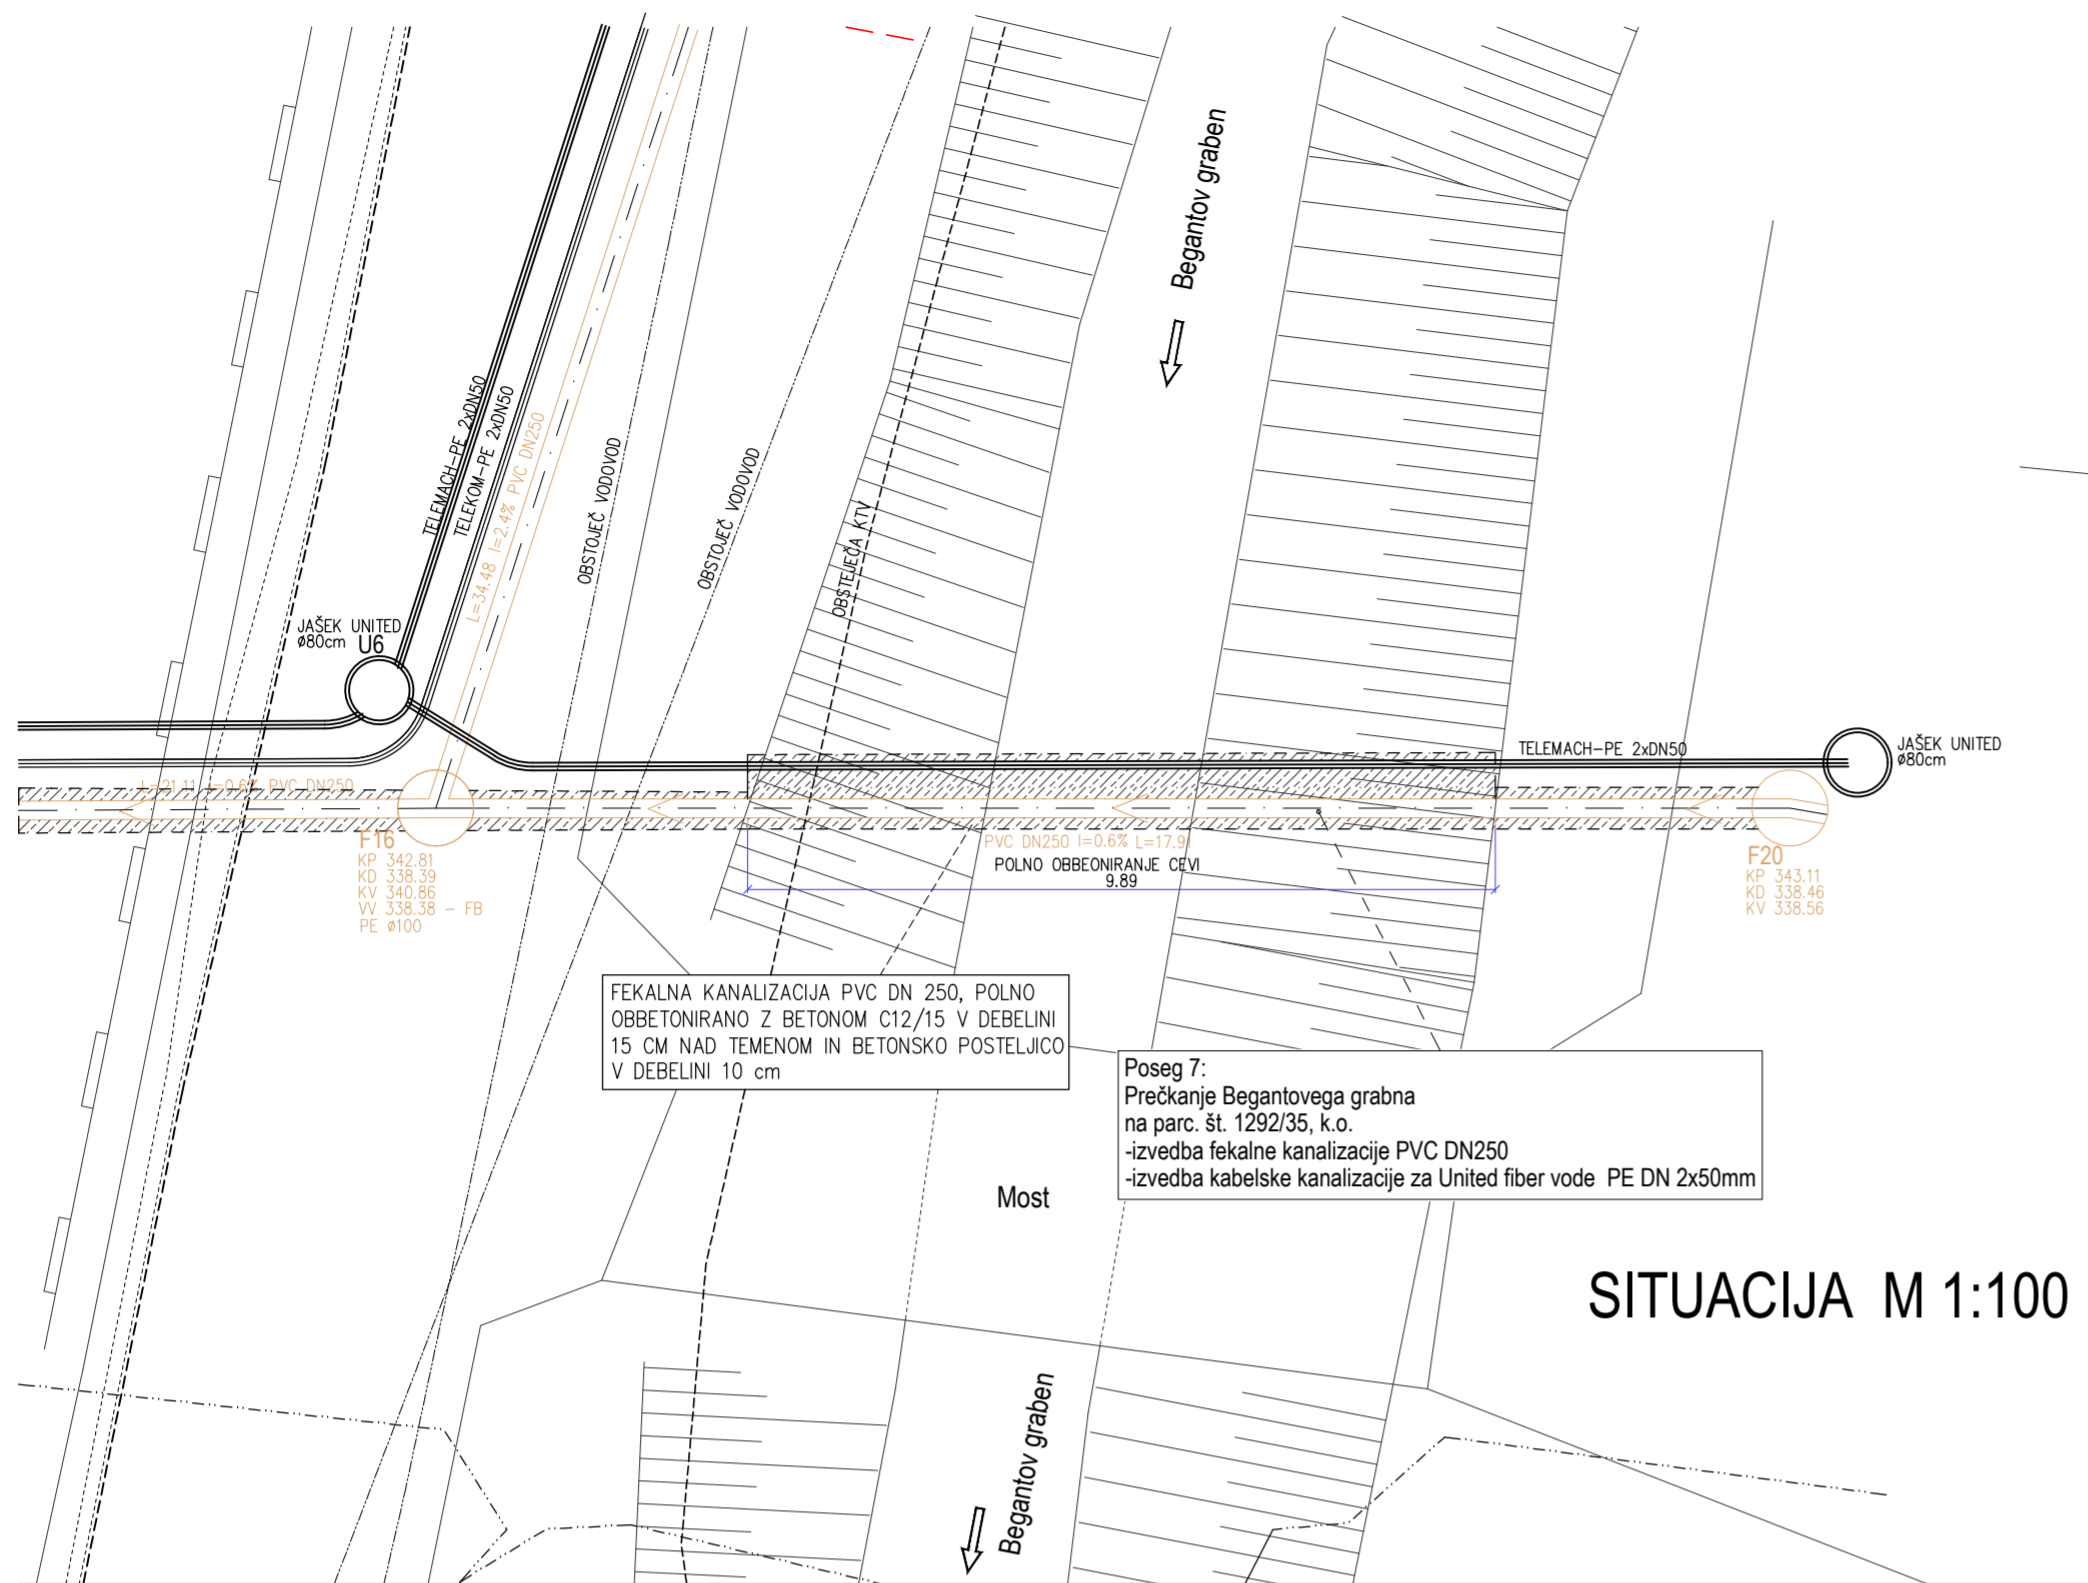 Begantov graben
TELEMACH-PE 2xDN50
TELEKOM-PE 2xDN50
L=34.48 I=2.4% PVC DN250
OBSTOJEČ VODOVOD
OBSTOJEČ VODOVOD
OBSTEJEČA KTV
JAŠEK UNITED
ø80cm U6
TELEMACH-PE 2xDN50
JAŠEK UNITED
ø80cm
L=21.11 I=0.6% PVC DN250
F16
KP 342.81
KD 338.39
KV 340.86
VV 338.38 - FB
PE ø100
PVC DN250 I=0.6% L=17.91
POLNO OBBEONIRANJE CEVI
9.89
F20
KP 343.11
KD 338.46
KV 338.56
FEKALNA KANALIZACIJA PVC DN 250, POLNO
OBBETONIRANO Z BETONOM C12/15 V DEBELINI
15 CM NAD TEMENOM IN BETONSKO POSTELJICO
V DEBELINI 10 cm
Poseg 7:
Prečkanje Begantovega grabna
na parc. št. 1292/35, k.o.
-izvedba fekalne kanalizacije PVC DN250
-izvedba kabelske kanalizacije za United fiber vode PE DN 2x50mm
Most
SITUACIJA M 1:100
Begantov graben